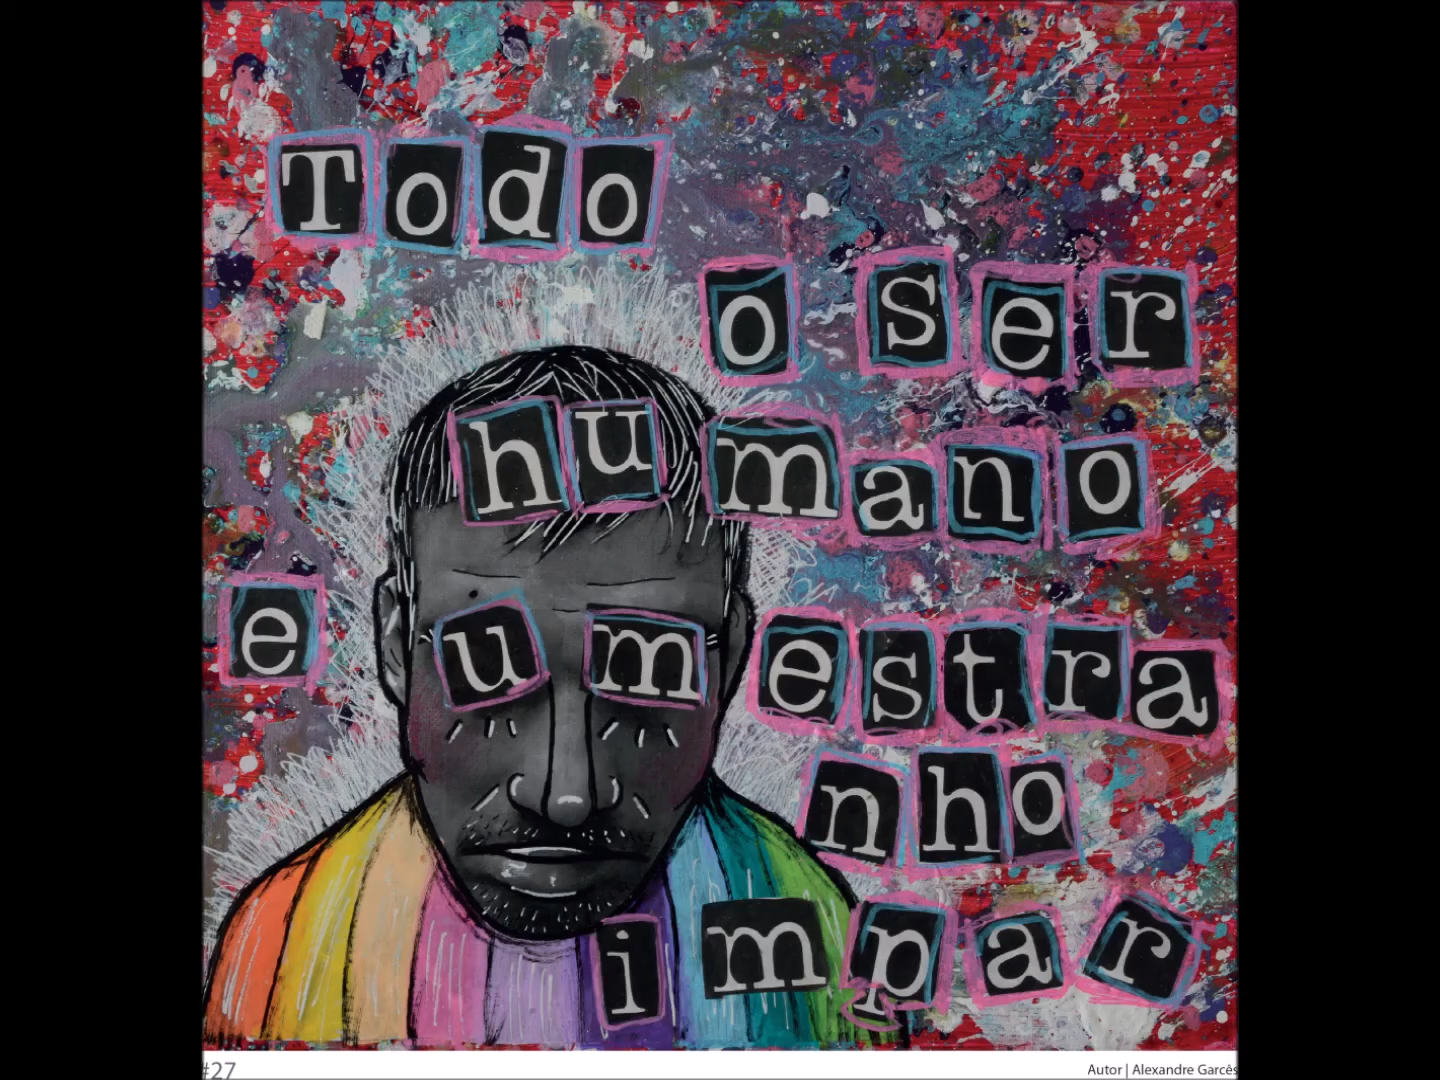 Todo
o ser
humano
e um estra
nho
impar
#27
Autor | Alexandre Garcês